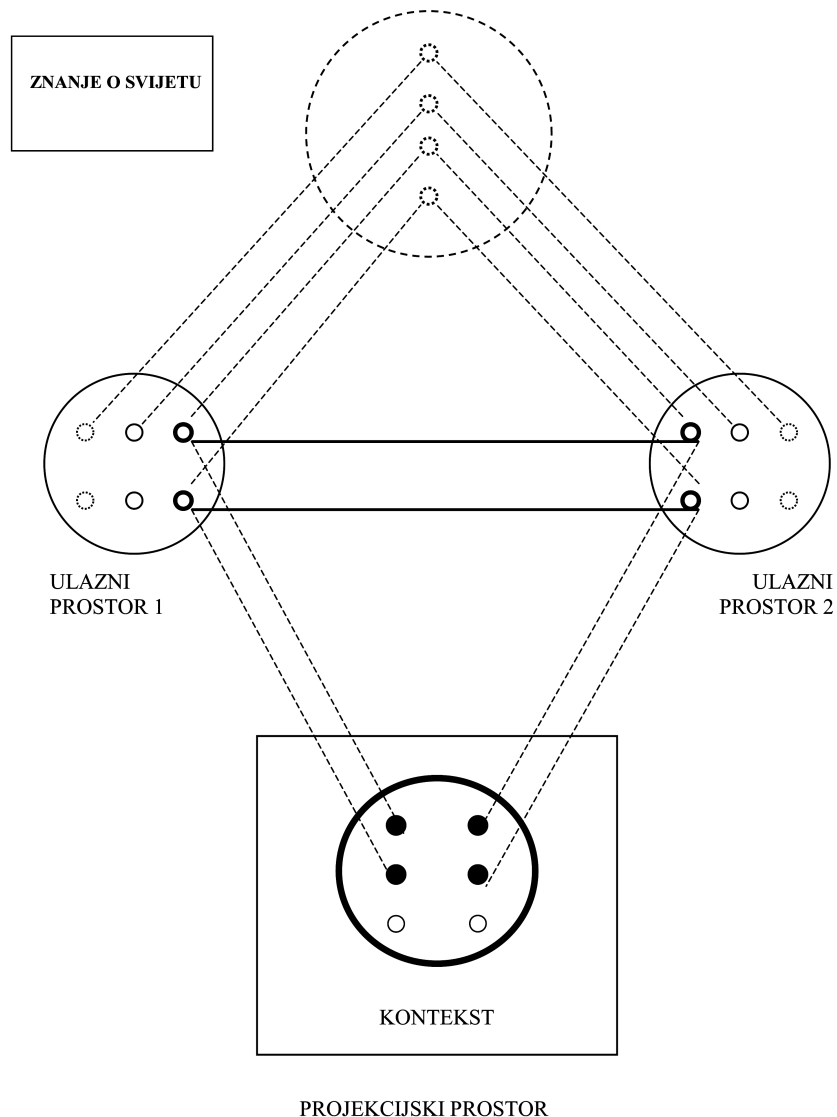 ZNANJE O SVIJETU
ULAZNI
PROSTOR 1
ULAZNI
PROSTOR 2
KONTEKST
PROJEKCIJSKI PROSTOR